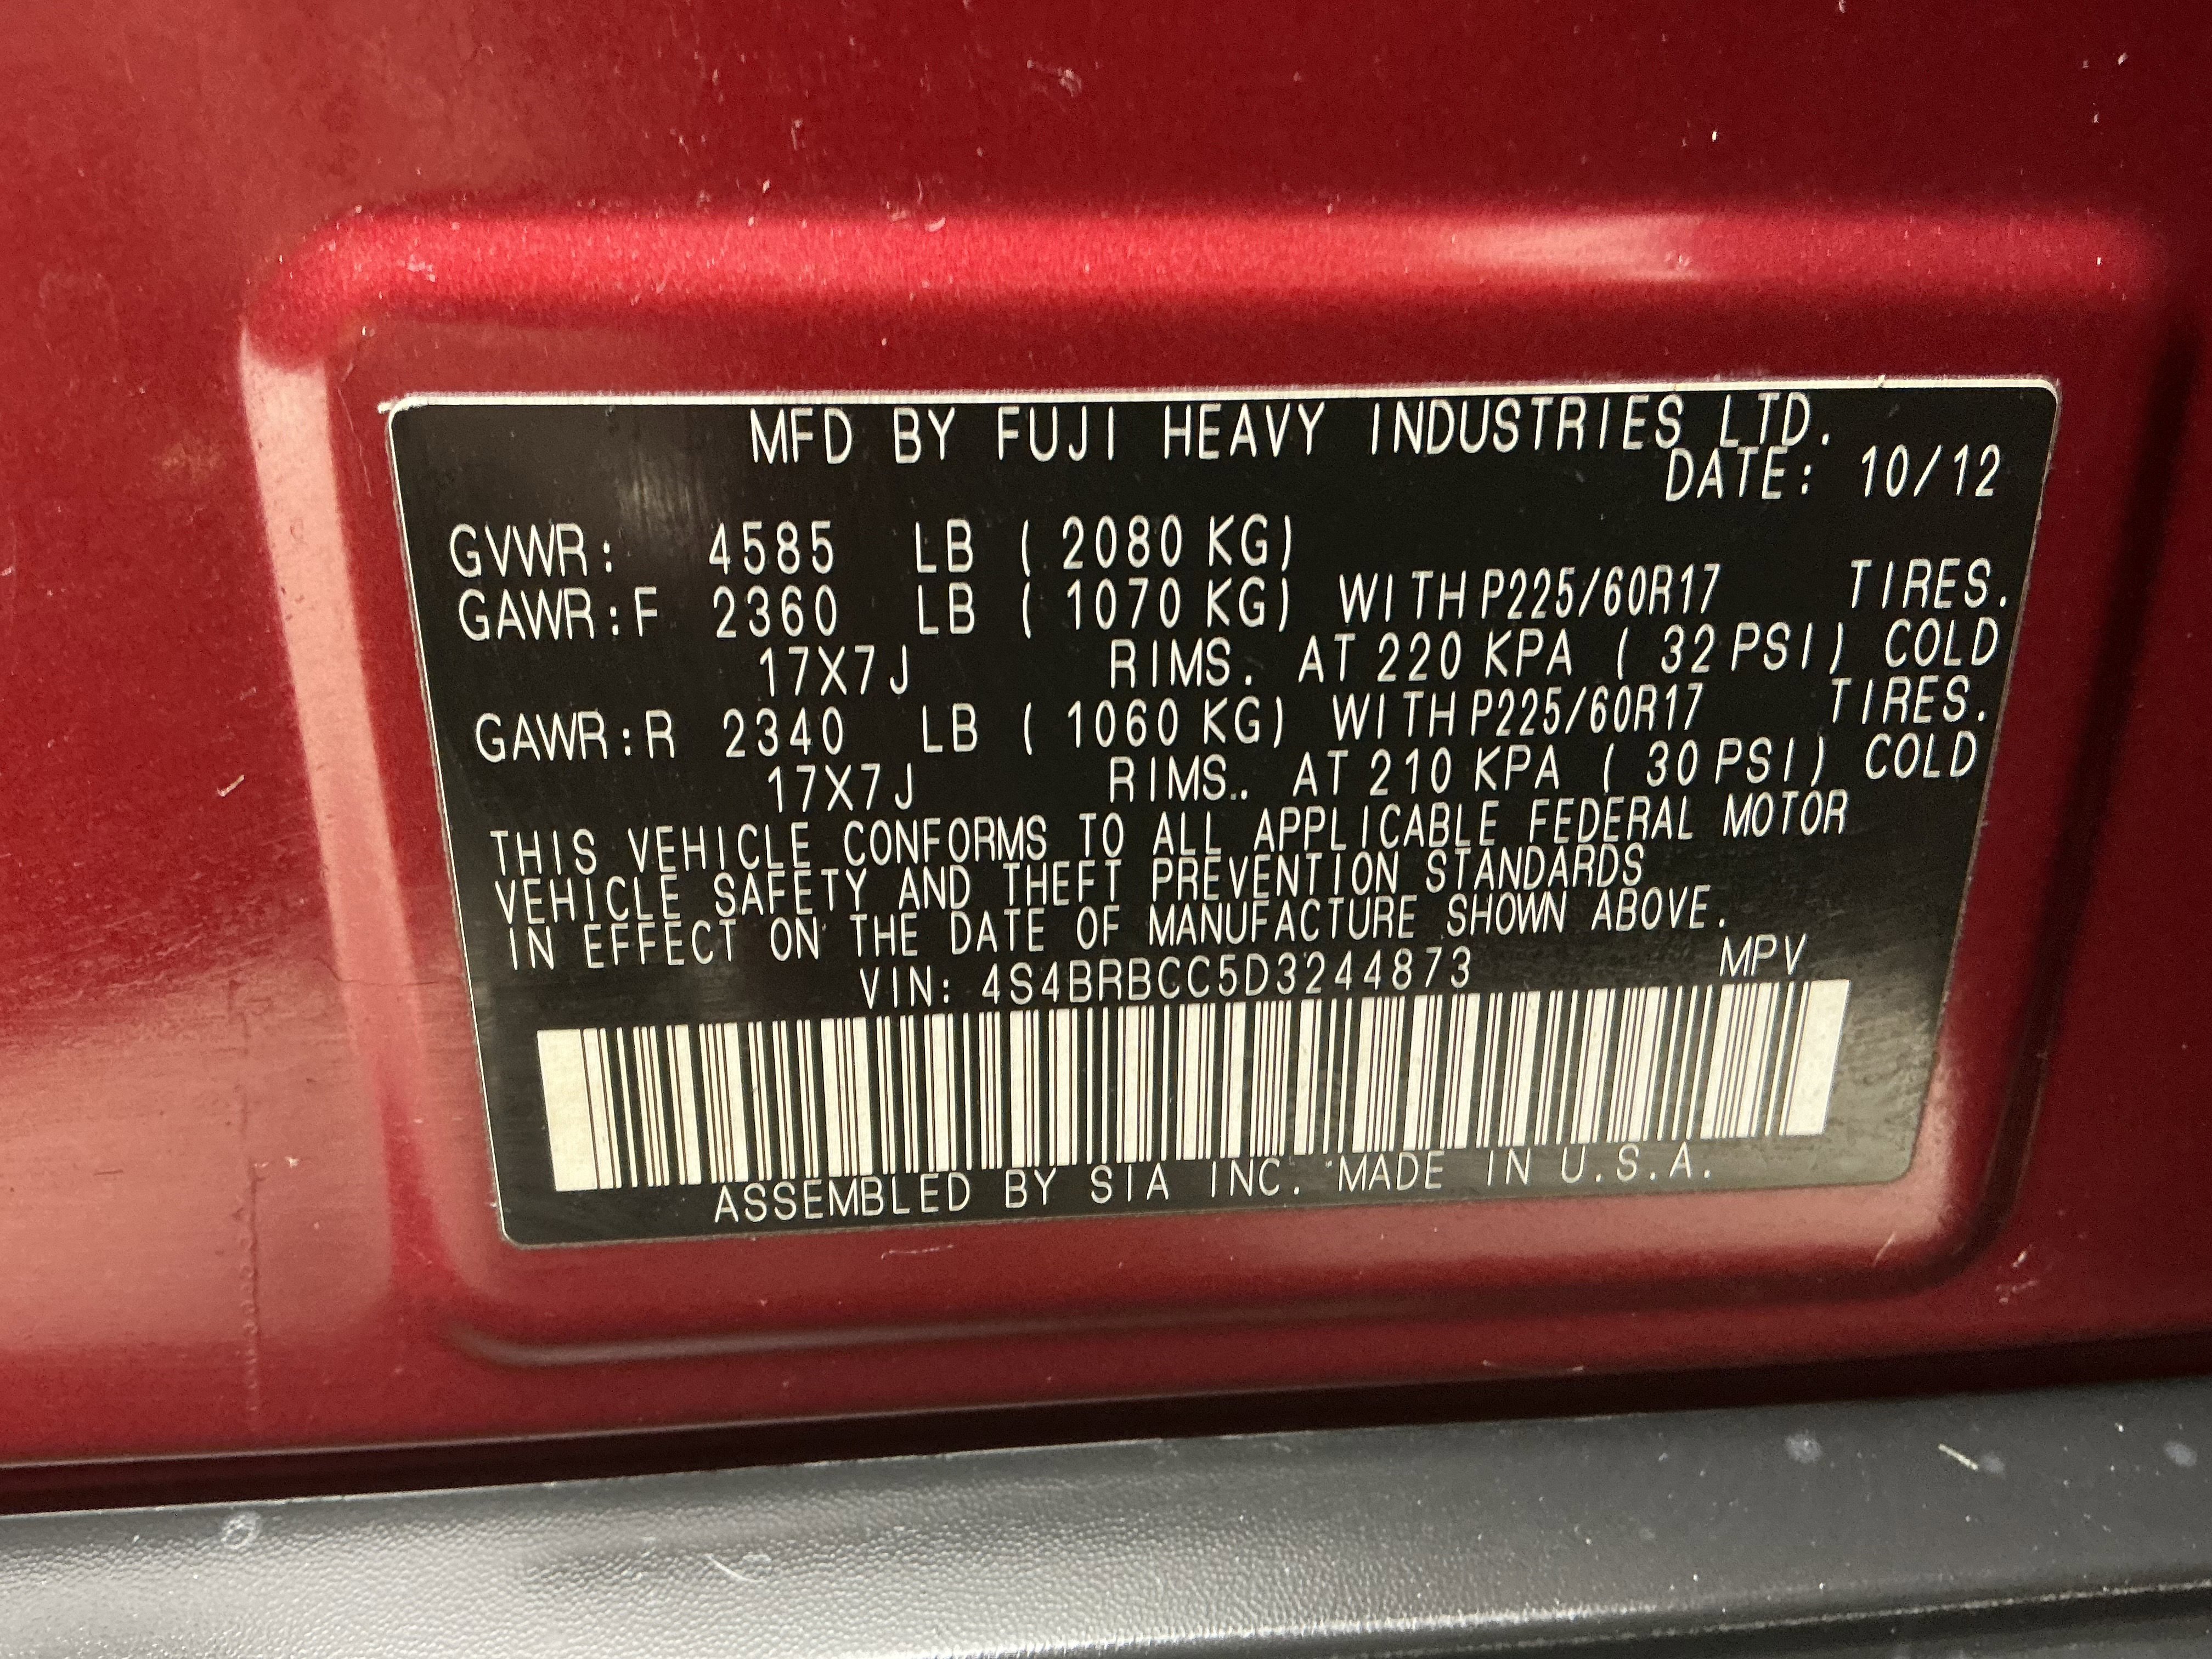 MFD BY FUJI HEAVY INDUSTRIES LTD.
DATE: 10/12
GVWR: 4585 LB ( 2080 KG)
GAWR:F 2360 LB ( 1070 KG) WITH P225/60R17 TIRES.
17X7J RIMS. AT 220 KPA ( 32 PSI) COLD
GAWR:R 2340 LB ( 1060 KG) WITH P225/60R17 TIRES.
17X7J RIMS.. AT 210 KPA ( 30 PSI) COLD
THIS VEHICLE CONFORMS TO ALL APPLICABLE FEDERAL MOTOR
VEHICLE SAFETY AND THEFT PREVENTION STANDARDS
IN EFFECT ON THE DATE OF MANUFACTURE SHOWN ABOVE.
VIN: 4S4BRBCC5D3244873 MPV
ASSEMBLED BY SIA INC. MADE IN U.S.A.